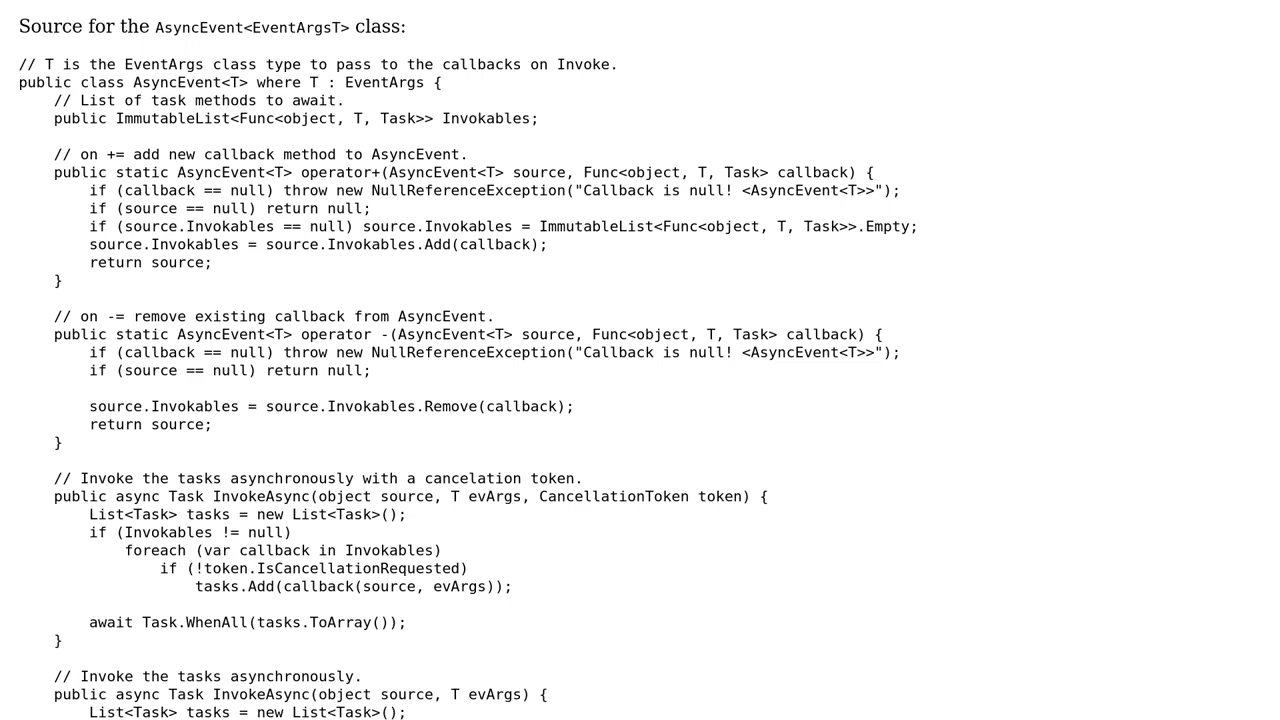 Source for the AsyncEvent<EventArgsT> class:
// T is the EventArgs class type to pass to the callbacks on Invoke.
public class AsyncEvent<T> where T : EventArgs {
    // List of task methods to await.
    public ImmutableList<Func<object, T, Task>> Invokables;

    // on += add new callback method to AsyncEvent.
    public static AsyncEvent<T> operator+(AsyncEvent<T> source, Func<object, T, Task> callback) {
        if (callback == null) throw new NullReferenceException("Callback is null! <AsyncEvent<T>>");
        if (source == null) return null;
        if (source.Invokables == null) source.Invokables = ImmutableList<Func<object, T, Task>>.Empty;
        source.Invokables = source.Invokables.Add(callback);
        return source;
    }

    // on -= remove existing callback from AsyncEvent.
    public static AsyncEvent<T> operator -(AsyncEvent<T> source, Func<object, T, Task> callback) {
        if (callback == null) throw new NullReferenceException("Callback is null! <AsyncEvent<T>>");
        if (source == null) return null;

        source.Invokables = source.Invokables.Remove(callback);
        return source;
    }

    // Invoke the tasks asynchronously with a cancelation token.
    public async Task InvokeAsync(object source, T evArgs, CancellationToken token) {
        List<Task> tasks = new List<Task>();
        if (Invokables != null)
            foreach (var callback in Invokables)
                if (!token.IsCancellationRequested)
                    tasks.Add(callback(source, evArgs));

        await Task.WhenAll(tasks.ToArray());
    }

    // Invoke the tasks asynchronously.
    public async Task InvokeAsync(object source, T evArgs) {
        List<Task> tasks = new List<Task>();